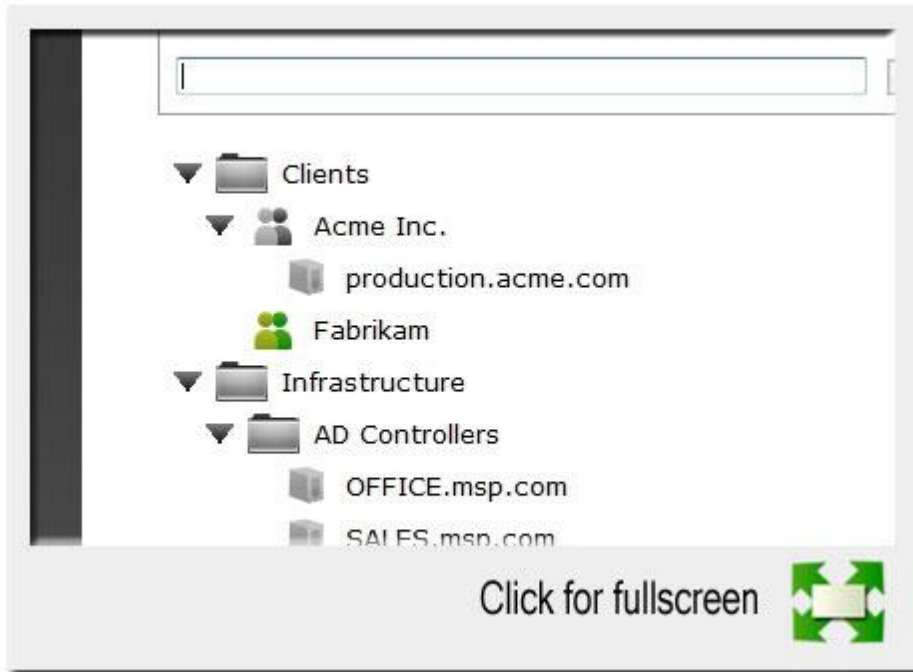 Clients
Acme Inc.
production.acme.com
Fabrikam
Infrastructure
AD Controllers
OFFICE.msp.com
SALES.msp.com
Click for fullscreen